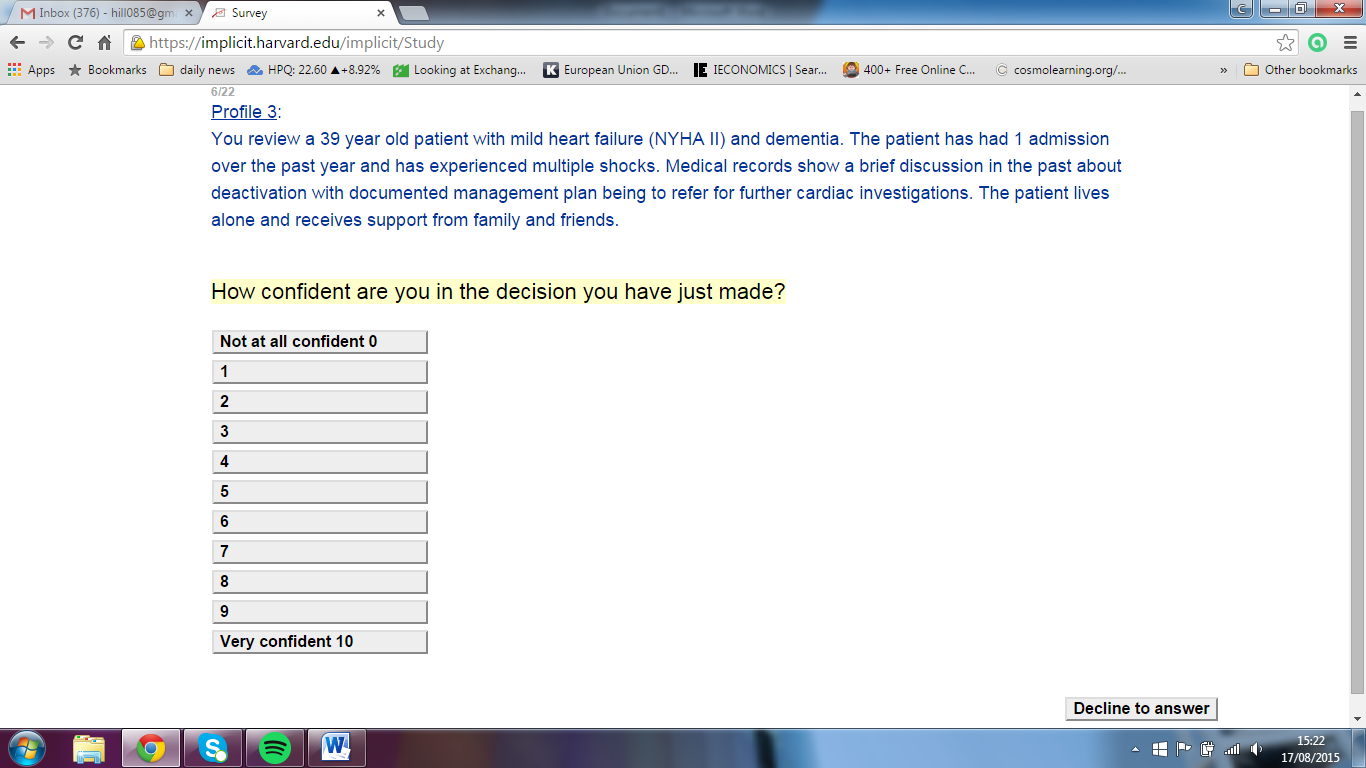 Inbox (376) - hill085@gm
Survey
https://implicit.harvard.edu/implicit/Study
Apps Bookmarks daily news HPQ: 22.60 ▲+8.92% Looking at Exchang... European Union GD... IECONOMICS | Sear... 400+ Free Online C... cosmolearning.org/... » Other bookmarks
6/22
Profile 3:
You review a 39 year old patient with mild heart failure (NYHA II) and dementia. The patient has had 1 admission
over the past year and has experienced multiple shocks. Medical records show a brief discussion in the past about
deactivation with documented management plan being to refer for further cardiac investigations. The patient lives
alone and receives support from family and friends.
How confident are you in the decision you have just made?
Not at all confident 0
1
2
3
4
5
6
7
8
9
Very confident 10
Decline to answer
15:22
17/08/2015